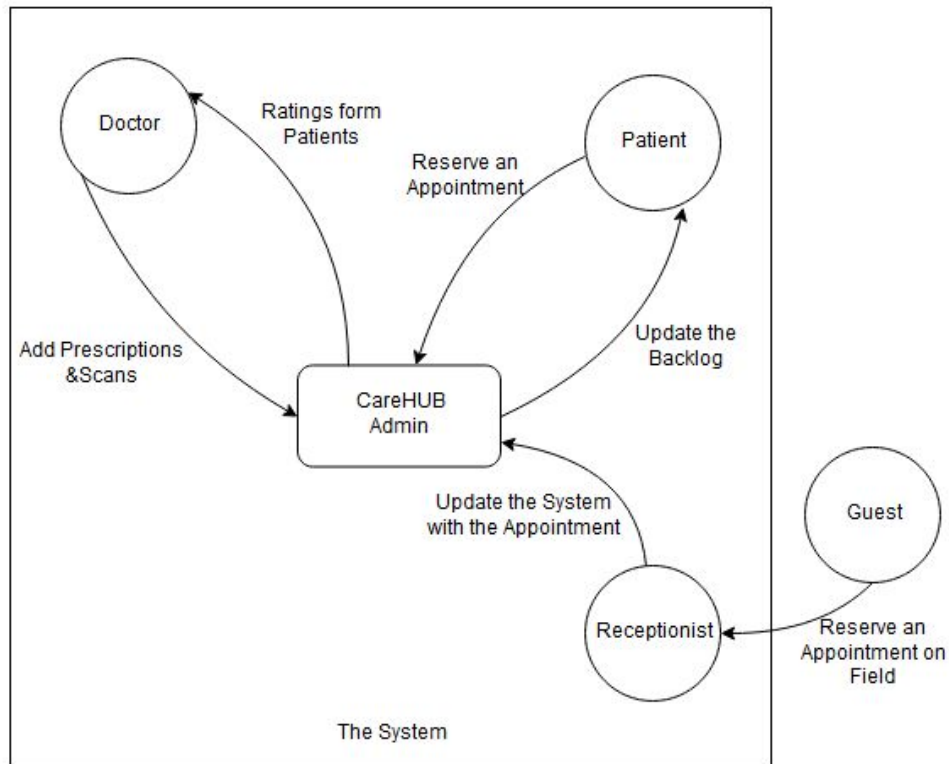 Doctor
Ratings form
Patients
Patient
Reserve an
Appointment
Add Prescriptions
&Scans
Update the
Backlog
CareHUB
Admin
Update the System
with the Appointment
Guest
Receptionist
Reserve an
Appointment on
Field
The System